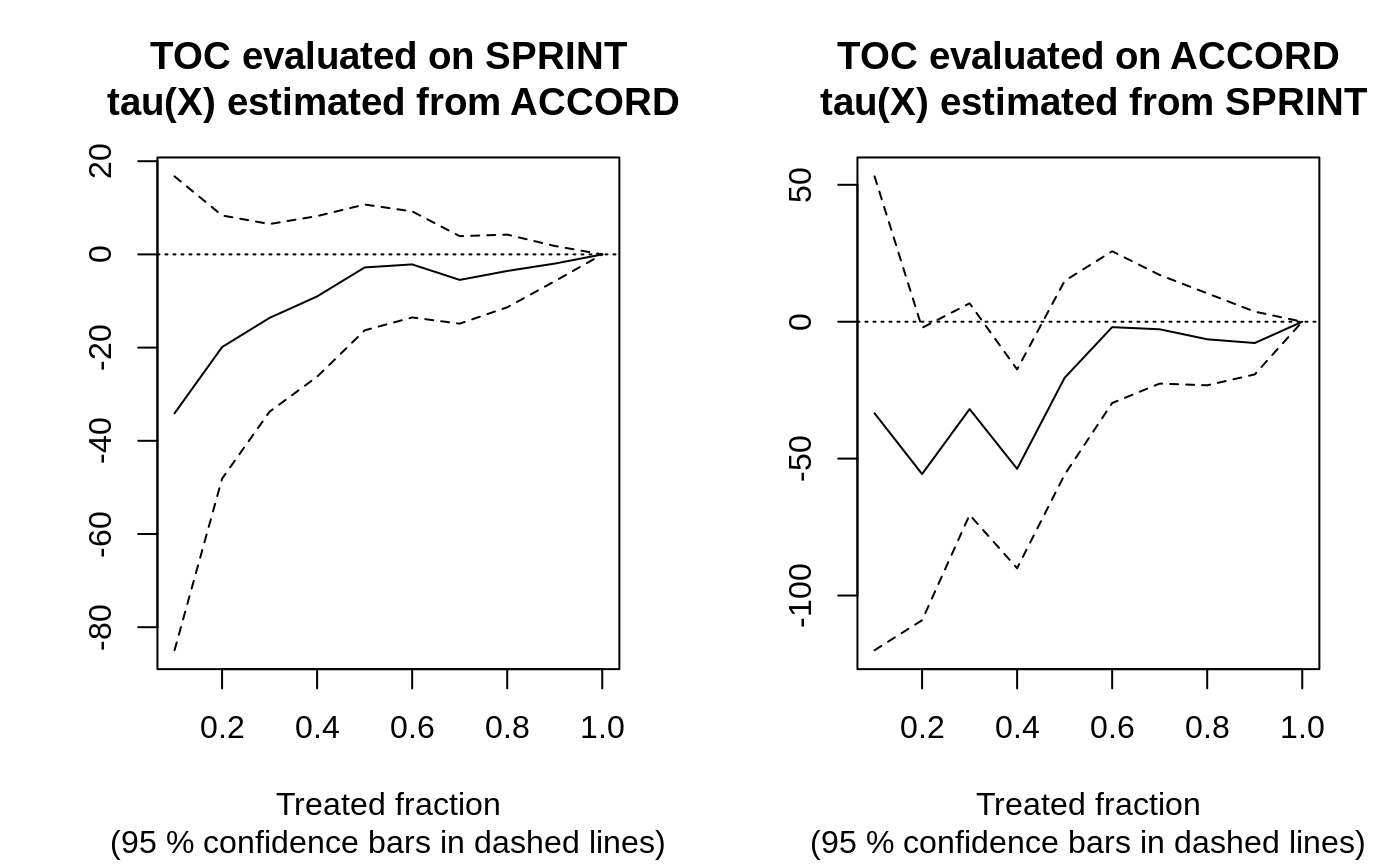 TOC evaluated on SPRINT
tau(X) estimated from ACCORD
20
0
-20
-40
-60
-80
0.2 0.4 0.6 0.8 1.0
Treated fraction
(95 % confidence bars in dashed lines)
TOC evaluated on ACCORD
tau(X) estimated from SPRINT
50
0
-50
-100
0.2 0.4 0.6 0.8 1.0
Treated fraction
(95 % confidence bars in dashed lines)